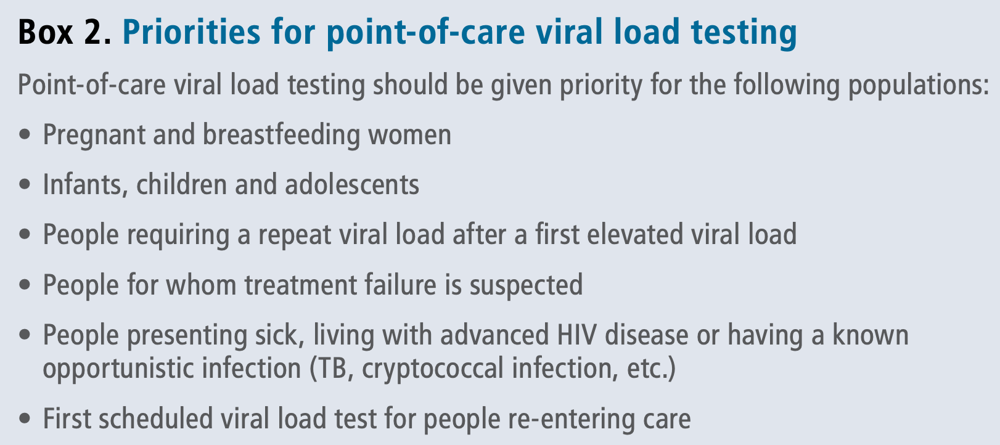 Box 2. Priorities for point-of-care viral load testing
Point-of-care viral load testing should be given priority for the following populations:
• Pregnant and breastfeeding women
• Infants, children and adolescents
• People requiring a repeat viral load after a first elevated viral load
• People for whom treatment failure is suspected
• People presenting sick, living with advanced HIV disease or having a known
opportunistic infection (TB, cryptococcal infection, etc.)
• First scheduled viral load test for people re-entering care